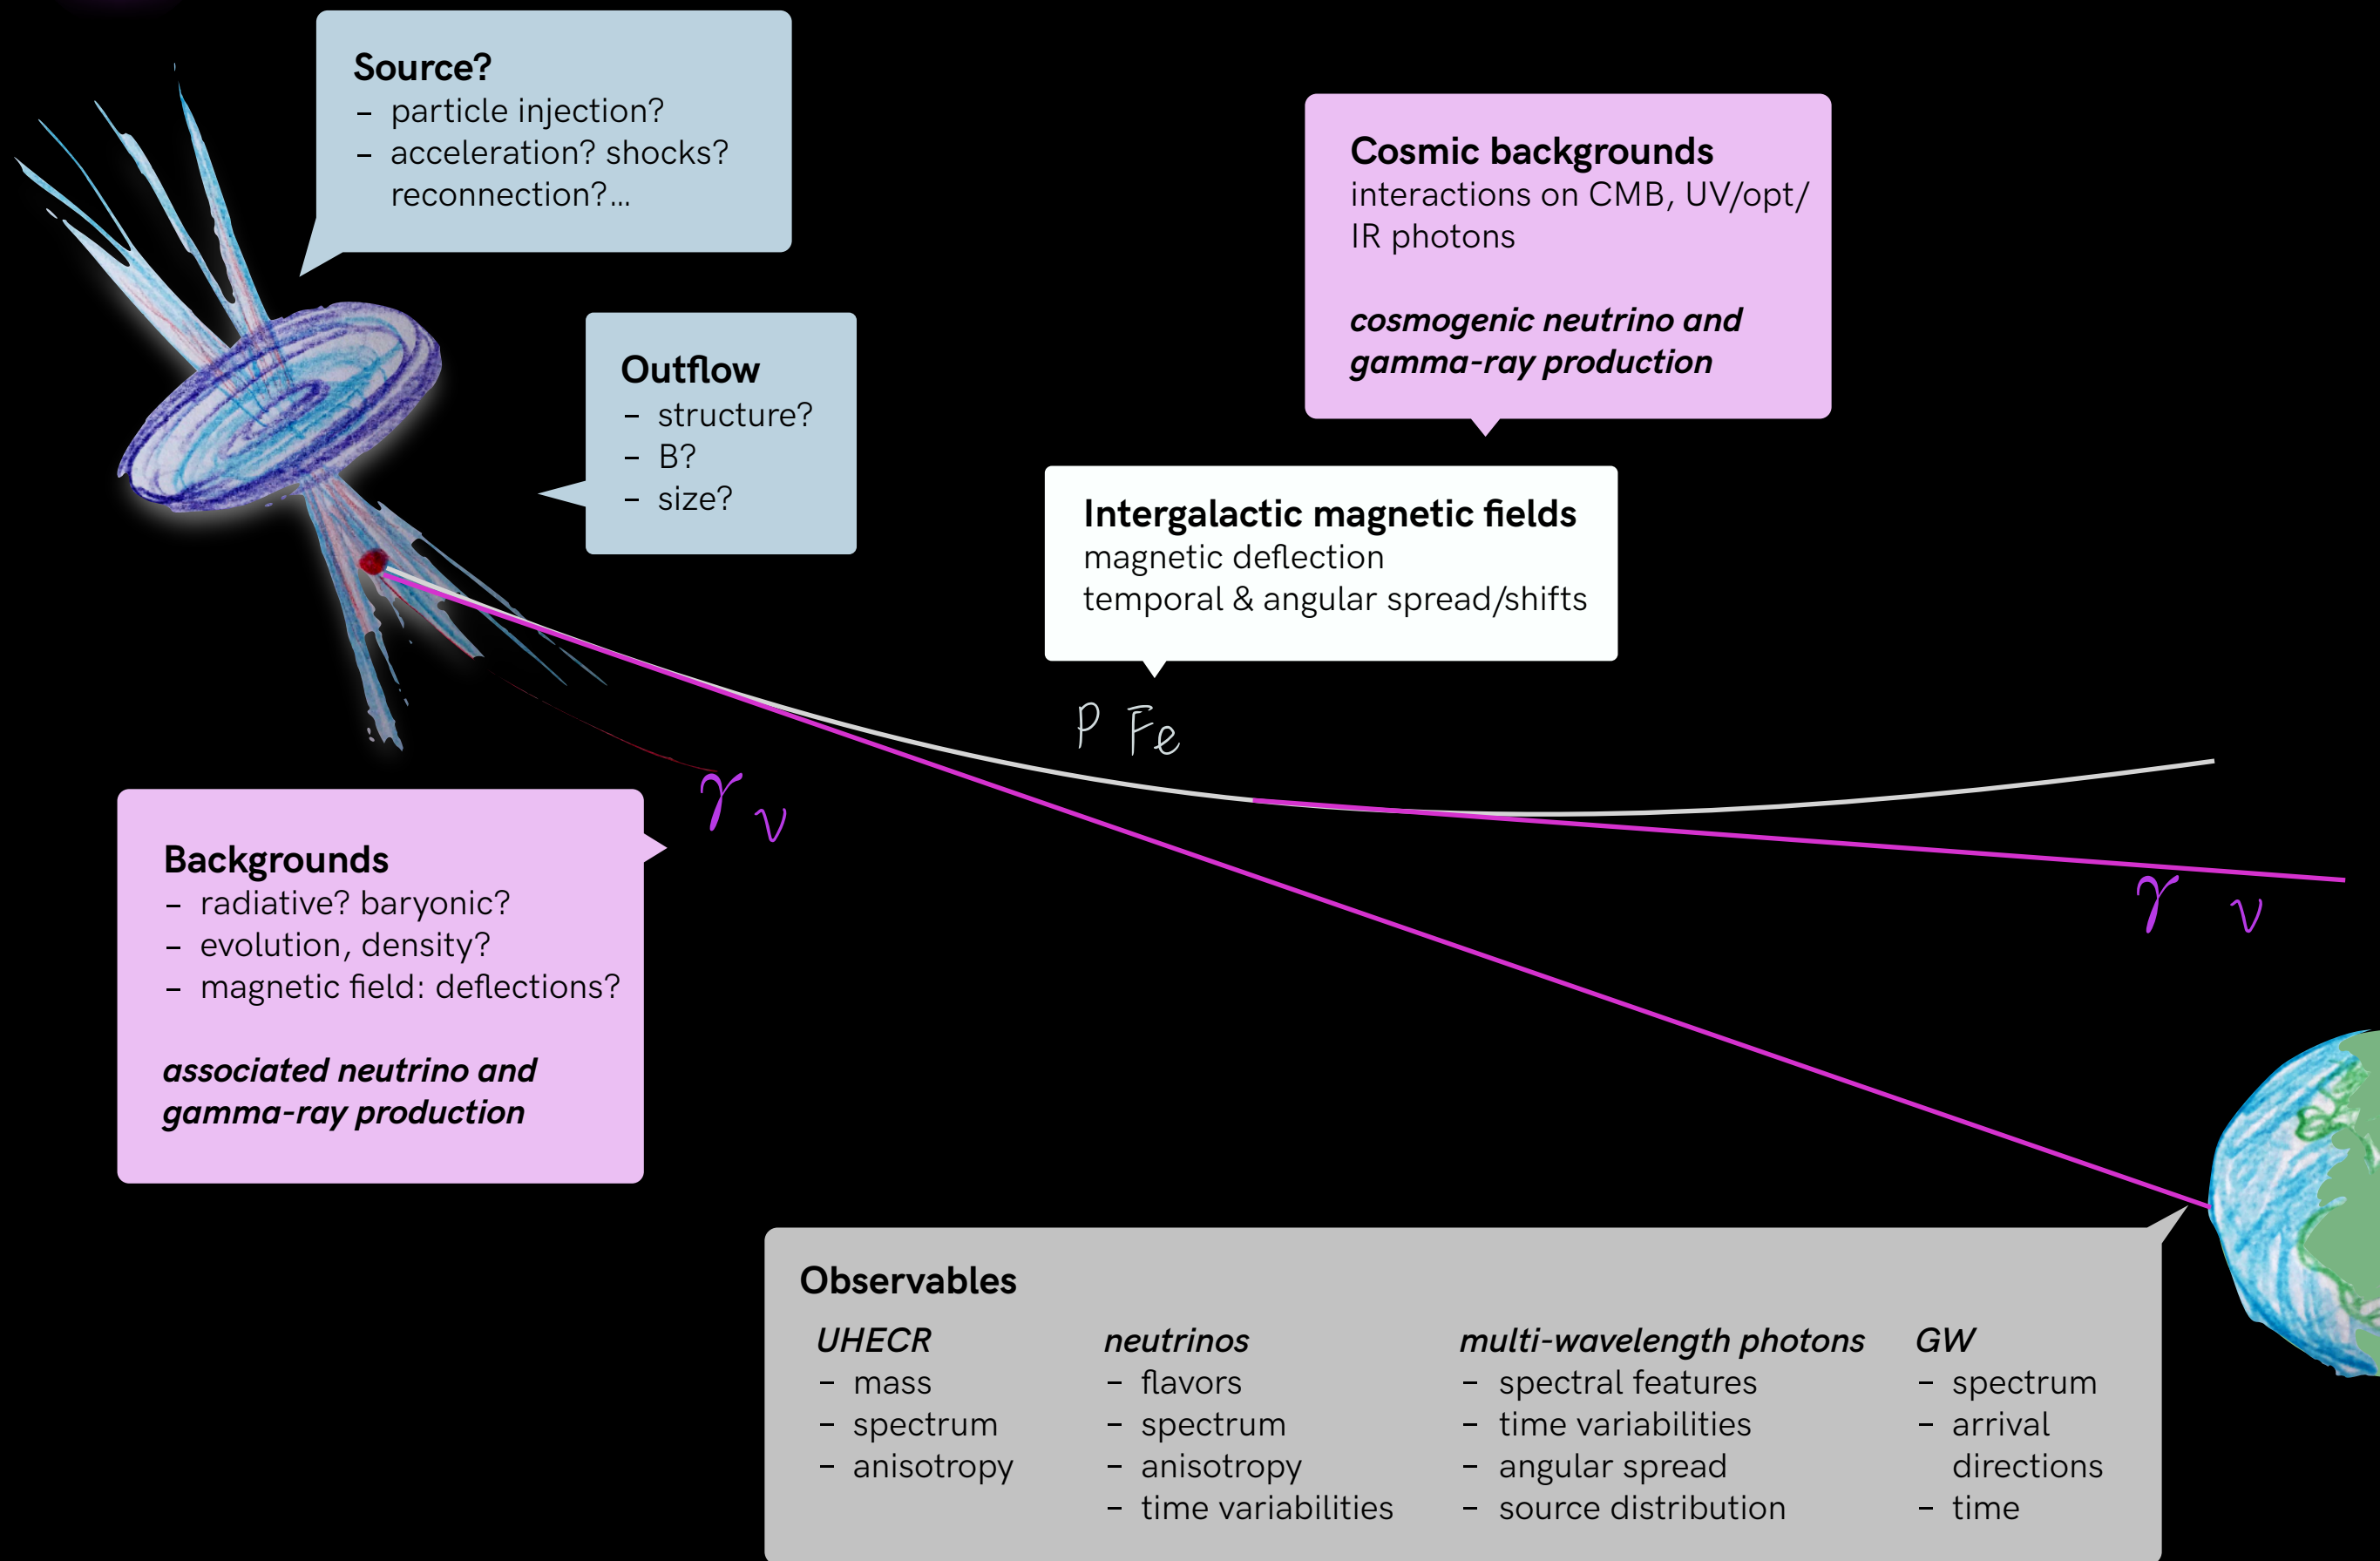 Source?
– particle injection?
– acceleration? shocks?
reconnection?...
Cosmic backgrounds
interactions on CMB, UV/opt/
IR photons
cosmogenic neutrino and
gamma-ray production
Outflow
– structure?
– B?
– size?
Intergalactic magnetic fields
magnetic deflection
temporal & angular spread/shifts
P Fe
γ ν
Backgrounds
– radiative? baryonic?
– evolution, density?
– magnetic field: deflections?
associated neutrino and
gamma-ray production
γ ν
Observables
UHECR
– mass
– spectrum
– anisotropy
neutrinos
– flavors
– spectrum
– anisotropy
– time variabilities
multi-wavelength photons
– spectral features
– time variabilities
– angular spread
– source distribution
GW
– spectrum
– arrival
directions
– time